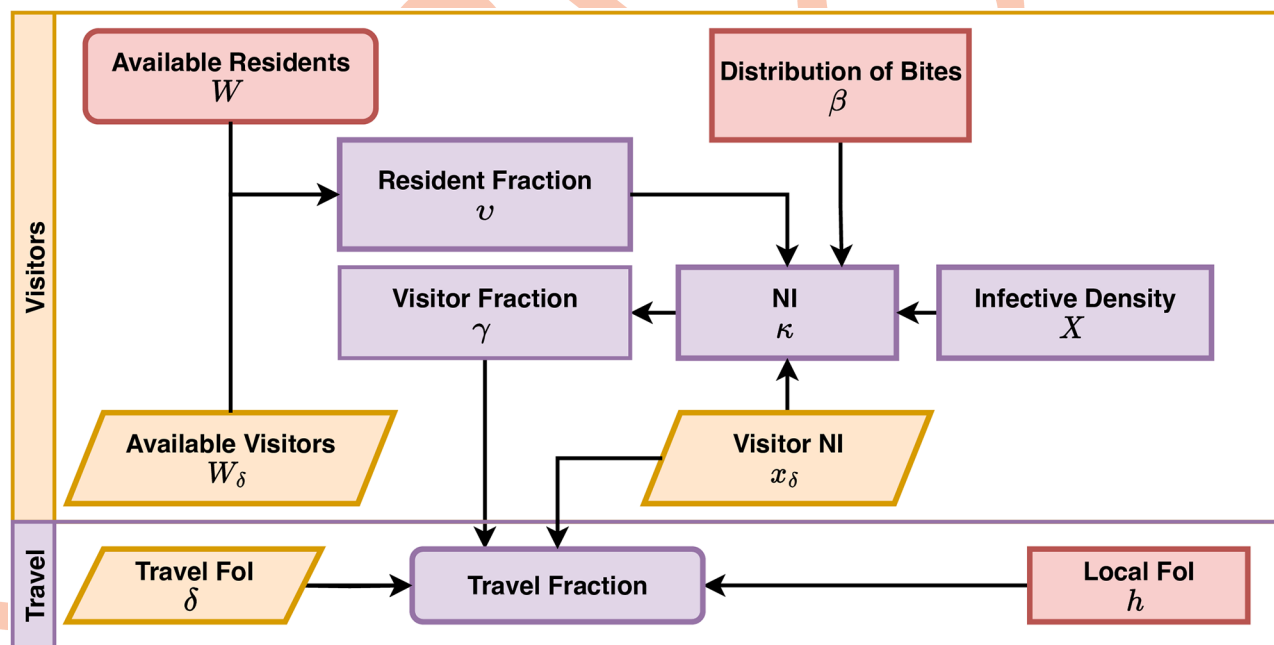 Visitors
Available Residents
W
Distribution of Bites
β
Resident Fraction
υ
Visitor Fraction
γ
NI
κ
Infective Density
X
Available Visitors
W_δ
Visitor NI
x_δ
Travel
Travel FoI
δ
Travel Fraction
Local FoI
h